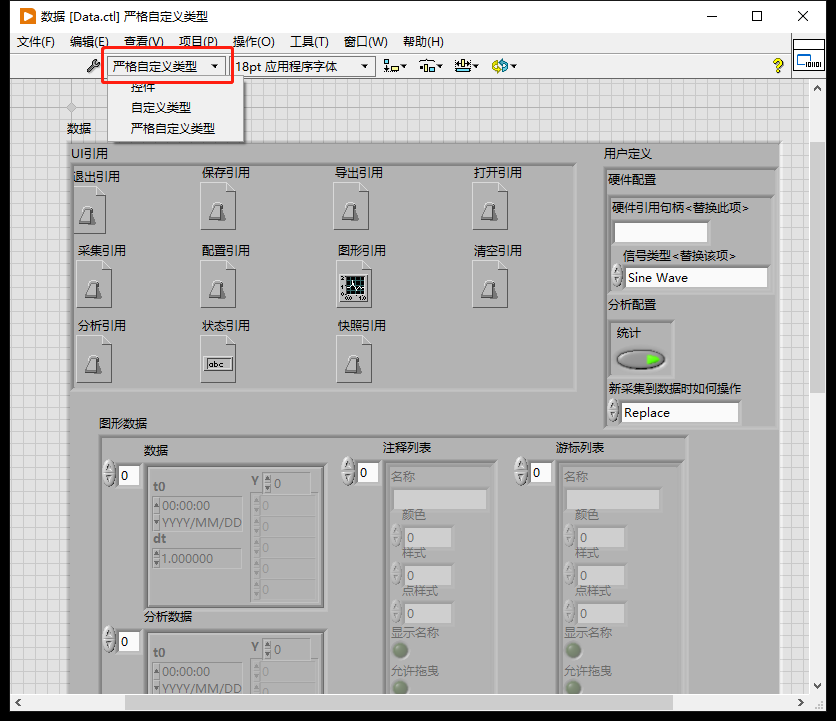 数据 [Data.ctl] 严格自定义类型
文件(F) 编辑(E) 查看(V) 项目(P) 操作(O) 工具(T) 窗口(W) 帮助(H)
严格自定义类型 18pt 应用程序字体
控件
自定义类型
严格自定义类型
数据
UI引用
退出引用 保存引用 导出引用 打开引用
采集引用 配置引用 图形引用 清空引用
分析引用 状态引用 快照引用
abc
用户定义
硬件配置
硬件引用句柄<替换此项>
信号类型<替换该项>
Sine Wave
分析配置
统计
新采集到数据时如何操作
Replace
图形数据
数据
0
t0
00:00:00
YYYY/MM/DD
dt
1.000000
Y 0
0
0
0
0
0
注释列表
0
名称
颜色
0
样式
0
点样式
0
显示名称
允许拖曳
游标列表
0
名称
颜色
0
样式
0
点样式
0
显示名称
允许拖曳
分析数据
0
t0
00:00:00
YYYY/MM/DD
Y 0
0
0